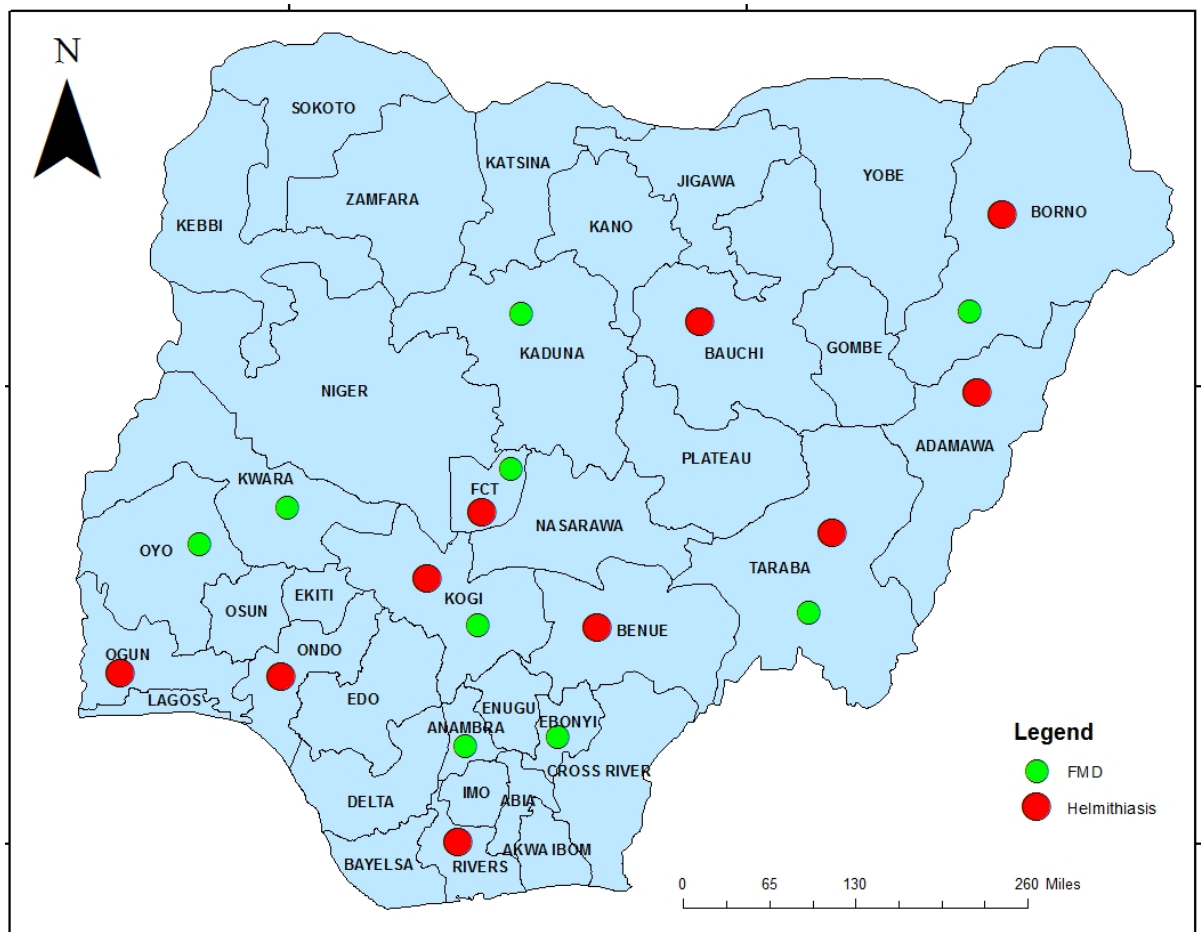 N
SOKOTO
KATSINA
JIGAWA
YOBE
ZAMFARA
KEBBI
KANO
BORNO
KADUNA
BAUCHI
GOMBE
NIGER
ADAMAWA
PLATEAU
KWARA
FCT
NASARAWA
OYO
TARABA
OSUN
EKITI
KOGI
BENUE
OGUN
ONDO
LAGOS
EDO
ENUGU
ANAMBRA
EBONYI
CROSS RIVER
DELTA
IMO
ABIA
BAYELSA
RIVERS
AKWA IBOM
Legend
FMD
Helmithiasis
0 65 130 260 Miles